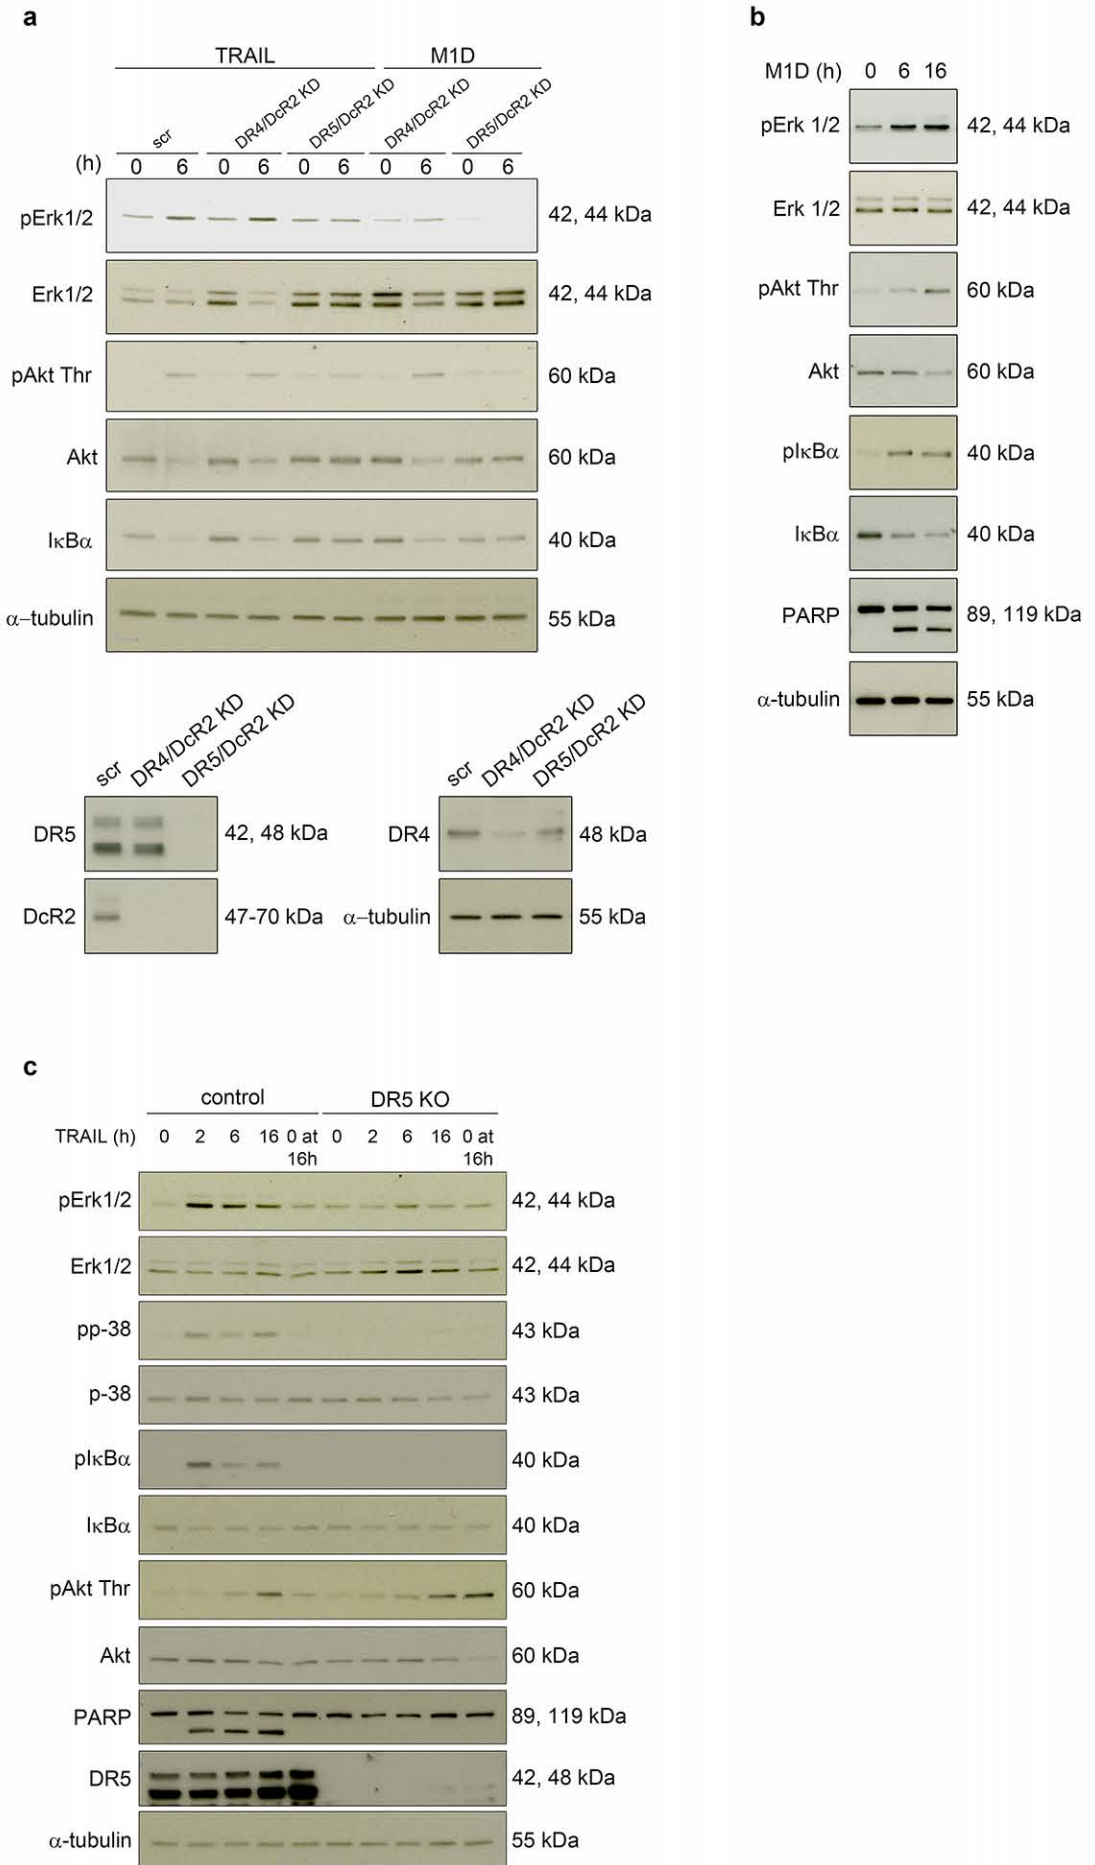 a
TRAIL M1D
scr DR4/DcR2 KD DR5/DcR2 KD DR4/DcR2 KD DR5/DcR2 KD
(h) 0 6 0 6 0 6 0 6 0 6
pErk1/2 42, 44 kDa
Erk1/2 42, 44 kDa
pAkt Thr 60 kDa
Akt 60 kDa
IκBα 40 kDa
α–tubulin 55 kDa
scr DR4/DcR2 KD DR5/DcR2 KD
DR5 42, 48 kDa
DcR2 47-70 kDa
scr DR4/DcR2 KD DR5/DcR2 KD
DR4 48 kDa
α–tubulin 55 kDa
b
M1D (h) 0 6 16
pErk 1/2 42, 44 kDa
Erk 1/2 42, 44 kDa
pAkt Thr 60 kDa
Akt 60 kDa
pIκBα 40 kDa
IκBα 40 kDa
PARP 89, 119 kDa
α-tubulin 55 kDa
c
control DR5 KO
TRAIL (h) 0 2 6 16 0 at 0 2 6 16 0 at
16h 16h
pErk1/2 42, 44 kDa
Erk1/2 42, 44 kDa
pp-38 43 kDa
p-38 43 kDa
pIκBα 40 kDa
IκBα 40 kDa
pAkt Thr 60 kDa
Akt 60 kDa
PARP 89, 119 kDa
DR5 42, 48 kDa
α-tubulin 55 kDa